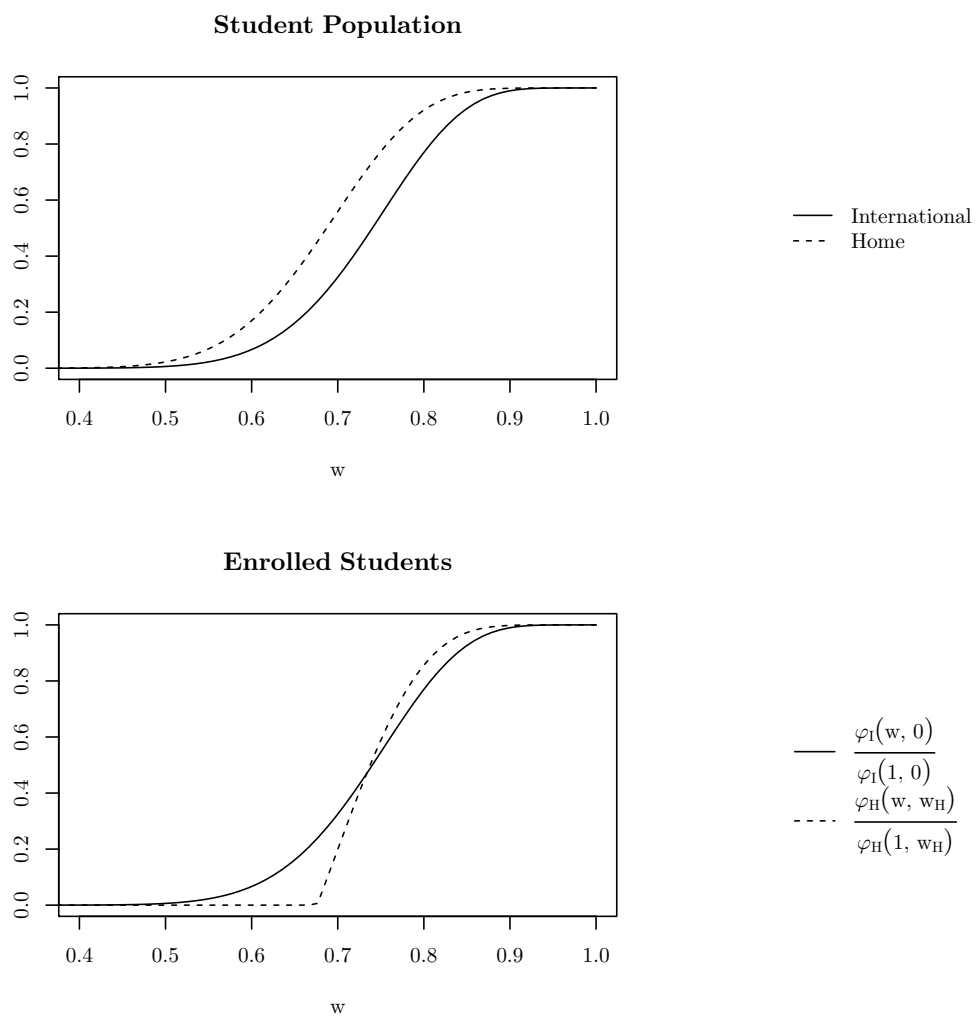 Student Population
1.0
0.8
0.6
0.4
0.2
0.0
0.4 0.5 0.6 0.7 0.8 0.9 1.0
w
International
Home
Enrolled Students
1.0
0.8
0.6
0.4
0.2
0.0
0.4 0.5 0.6 0.7 0.8 0.9 1.0
w
φI(w, 0)
φI(1, 0)
φH(w, wH)
φH(1, wH)